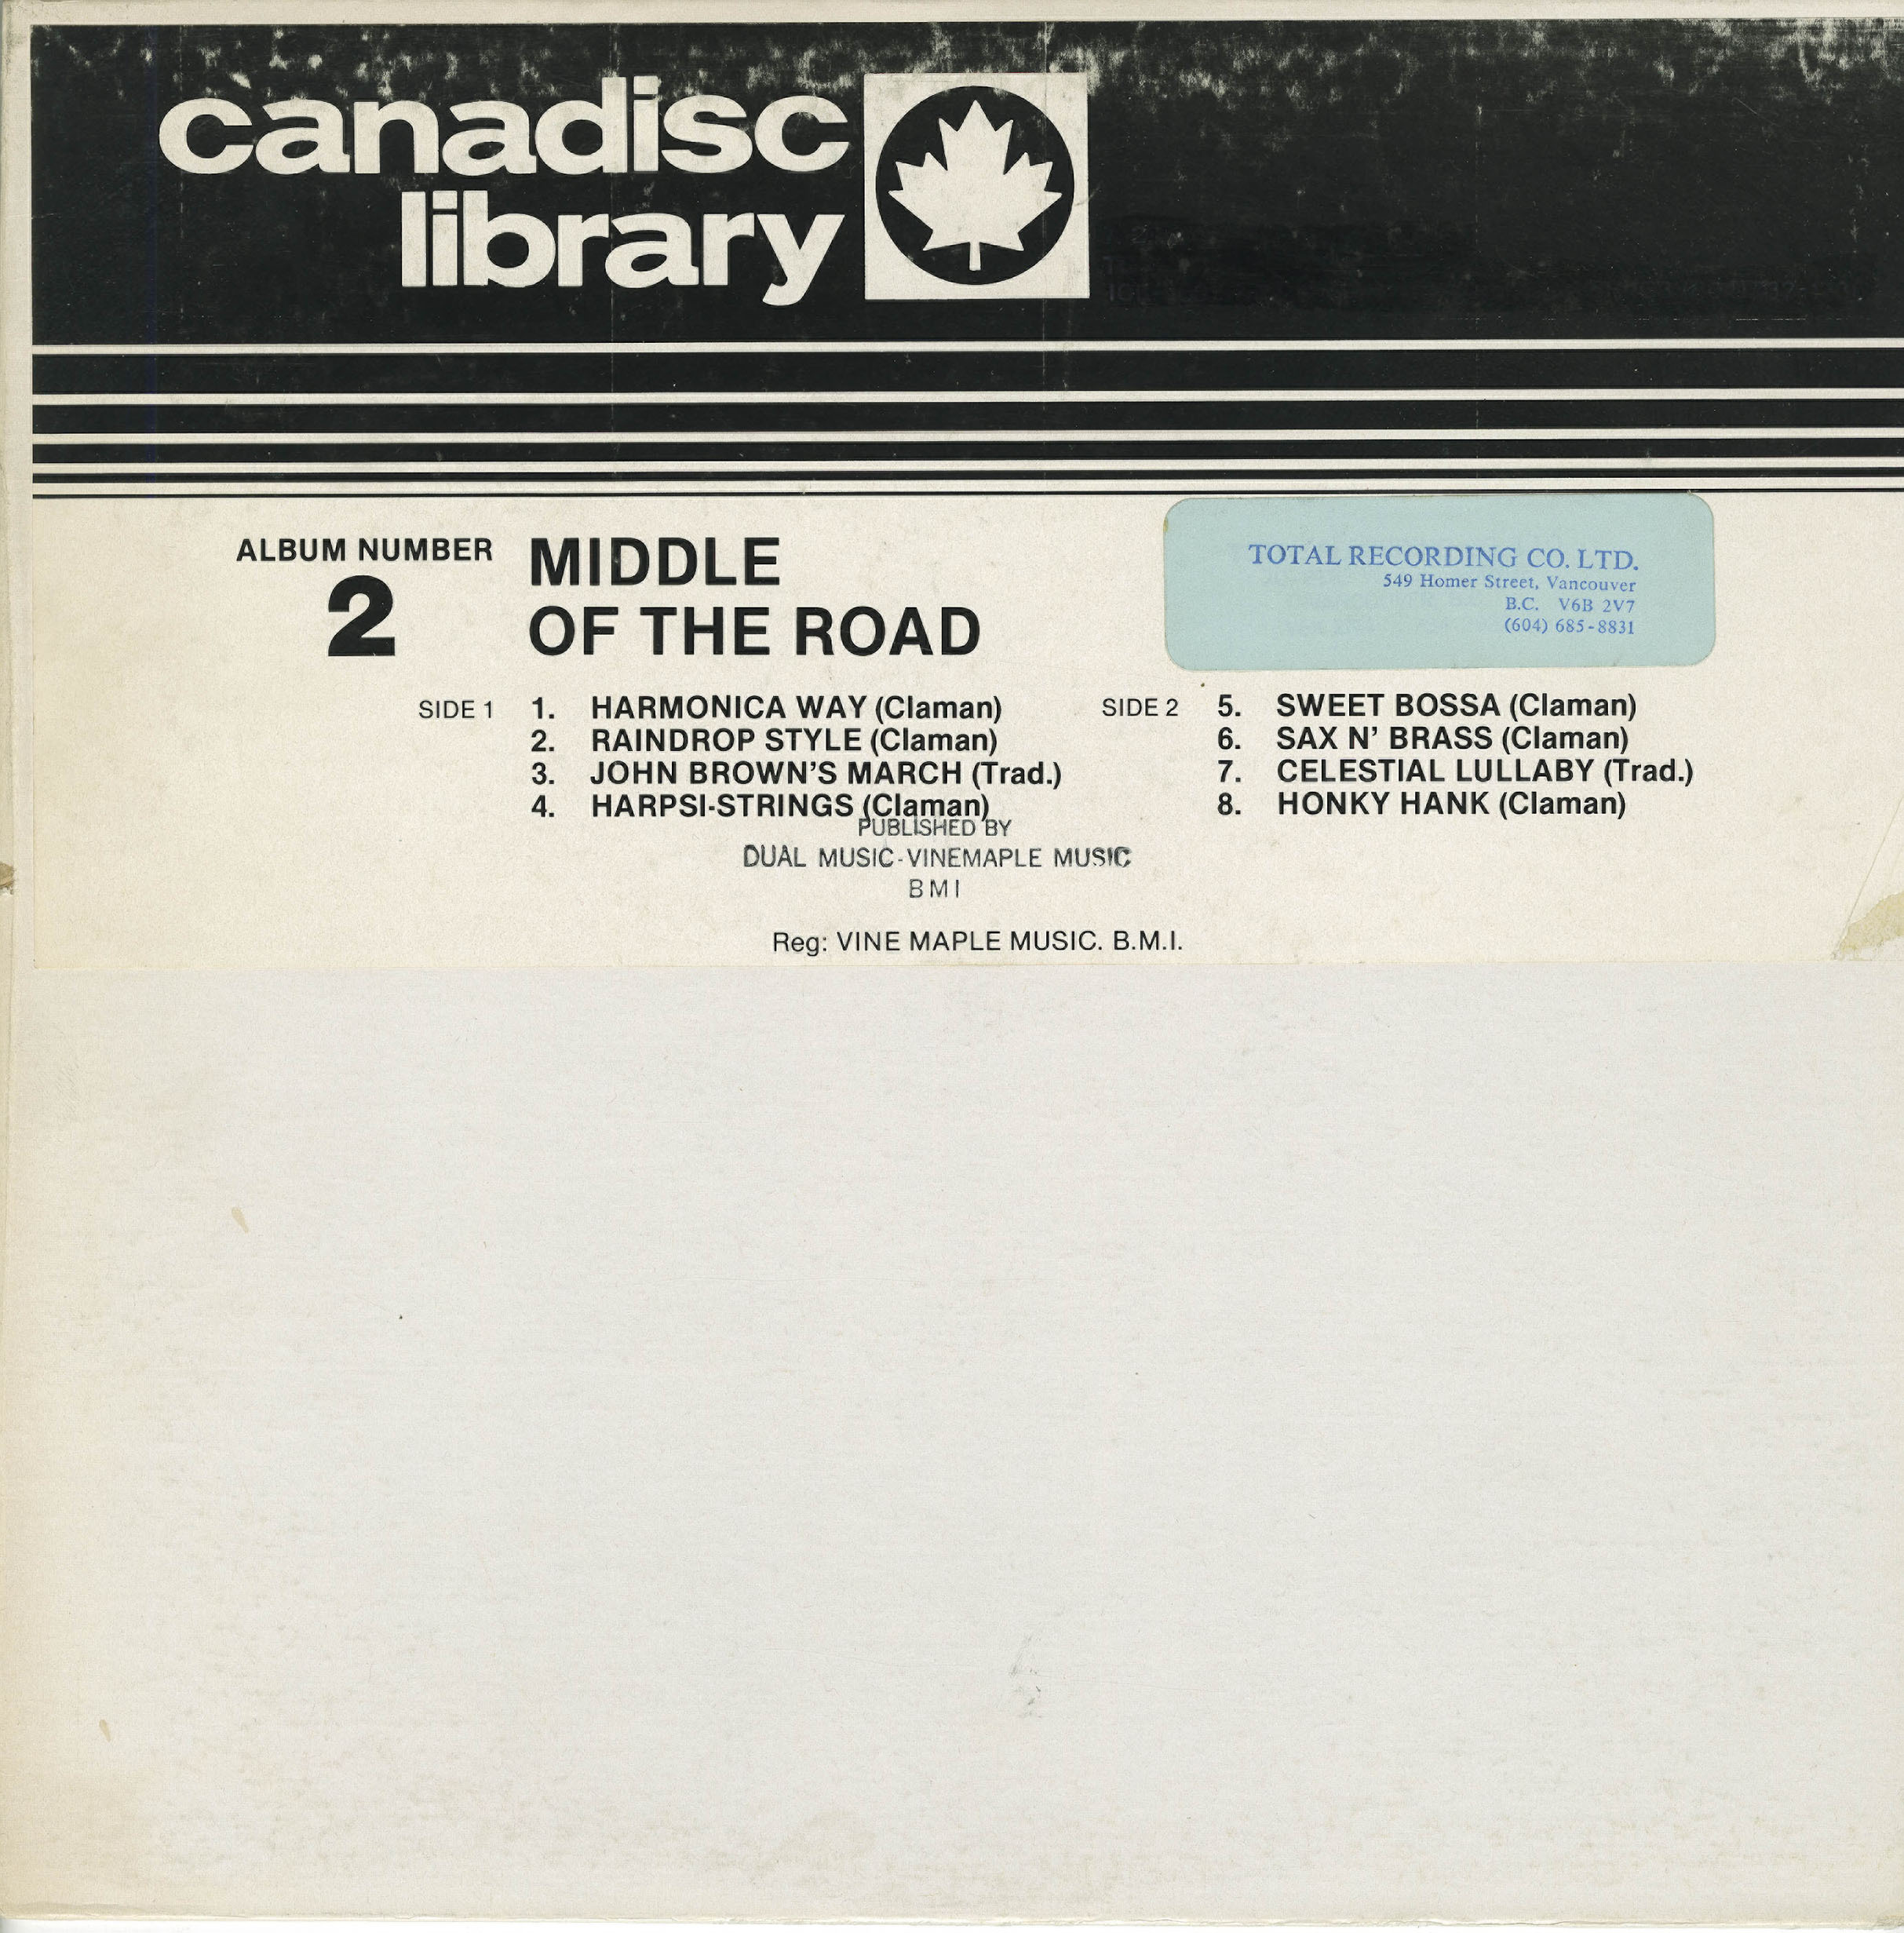 canadisc
library
ALBUM NUMBER
2
MIDDLE
OF THE ROAD
TOTAL RECORDING CO. LTD.
549 Homer Street, Vancouver
B.C. V6B 2V7
(604) 685-8831
SIDE 1
1. HARMONICA WAY (Claman)
2. RAINDROP STYLE (Claman)
3. JOHN BROWN'S MARCH (Trad.)
4. HARPSI-STRINGS (Claman)
SIDE 2
5. SWEET BOSSA (Claman)
6. SAX N' BRASS (Claman)
7. CELESTIAL LULLABY (Trad.)
8. HONKY HANK (Claman)
PUBLISHED BY
DUAL MUSIC-VINEMAPLE MUSIC
BMI
Reg: VINE MAPLE MUSIC. B.M.I.